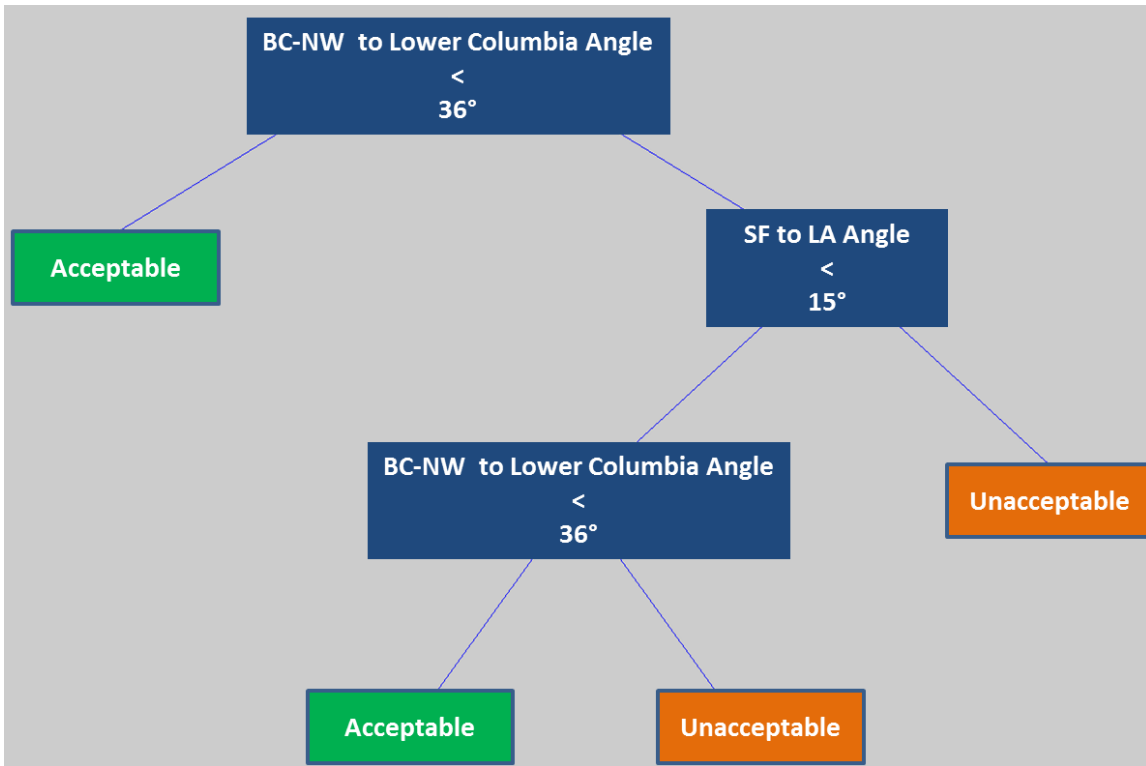 BC-NW  to Lower Columbia Angle
<
36°
Acceptable
SF to LA Angle
<
15°
BC-NW  to Lower Columbia Angle
<
36°
Unacceptable
Acceptable
Unacceptable